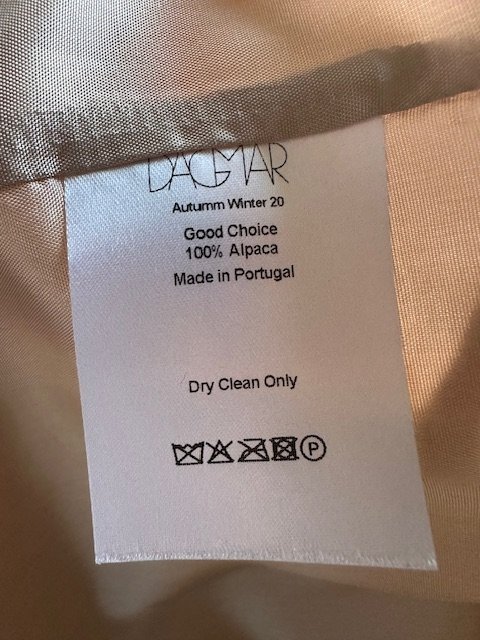 DAGMAR
Autumm Winter 20
Good Choice
100% Alpaca
Made in Portugal
Dry Clean Only
P